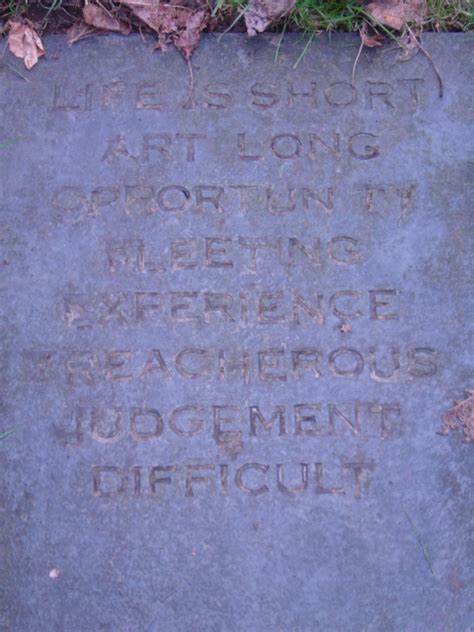 LIFE IS SHORT
ART LONG
OPPORTUNITY
FLEETING
EXPERIENCE
TREACHEROUS
JUDGEMENT
DIFFICULT